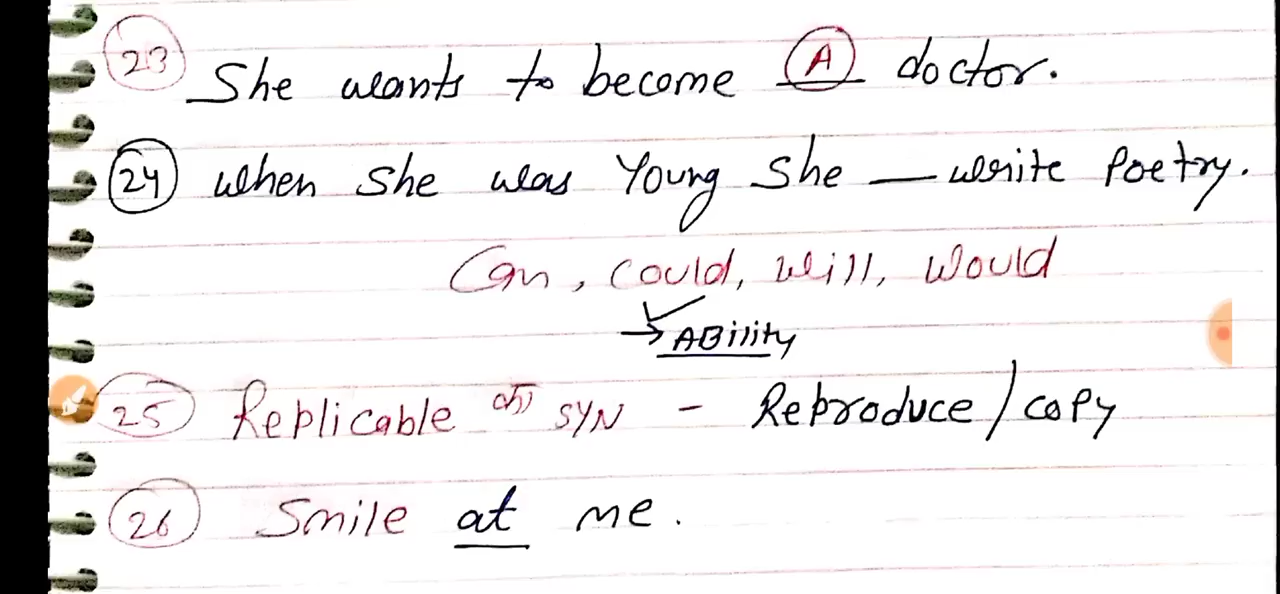 23 She wants to become A doctor.
24 when she was Young she — write Poetry.
Can, could, will, would
→ ABility
25 Replicable का SYN - Reproduce/copy
26 Smile at me.